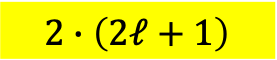 2 · (2ℓ + 1)